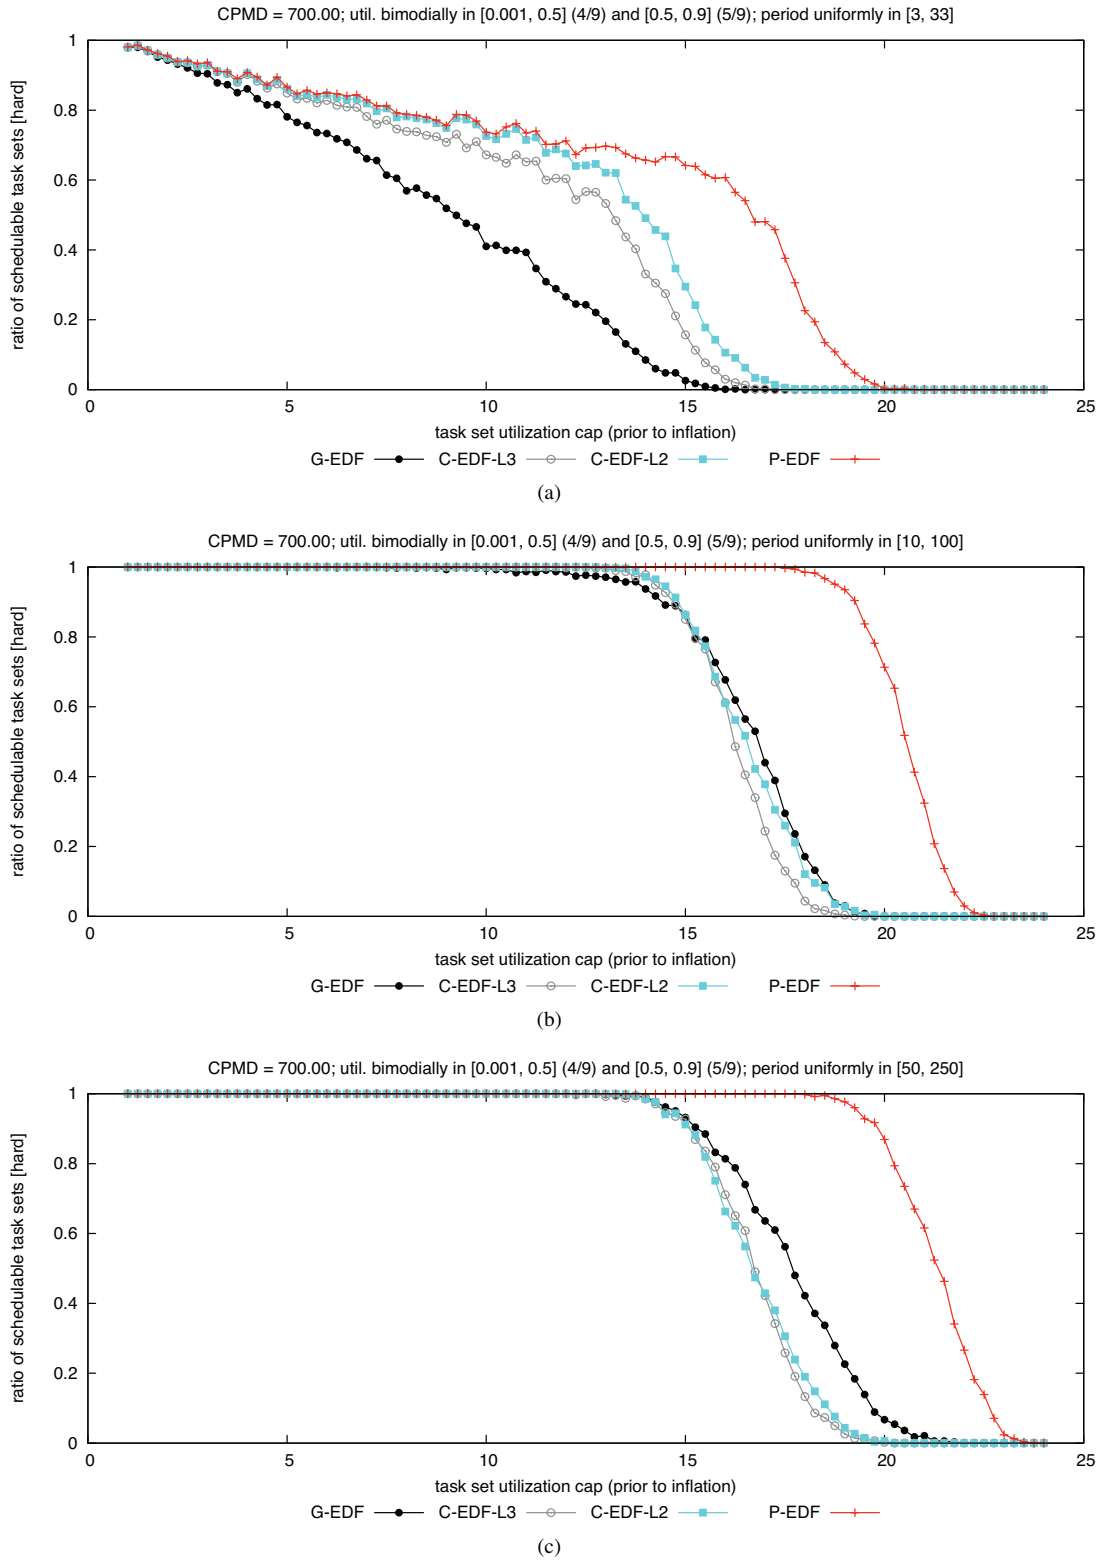 CPMD = 700.00; util. bimodially in [0.001, 0.5] (4/9) and [0.5, 0.9] (5/9); period uniformly in [3, 33]
ratio of schedulable task sets [hard]
1
0.8
0.6
0.4
0.2
0
0 5 10 15 20 25
task set utilization cap (prior to inflation)
G-EDF C-EDF-L3 C-EDF-L2 P-EDF
(a)
CPMD = 700.00; util. bimodially in [0.001, 0.5] (4/9) and [0.5, 0.9] (5/9); period uniformly in [10, 100]
ratio of schedulable task sets [hard]
1
0.8
0.6
0.4
0.2
0
0 5 10 15 20 25
task set utilization cap (prior to inflation)
G-EDF C-EDF-L3 C-EDF-L2 P-EDF
(b)
CPMD = 700.00; util. bimodially in [0.001, 0.5] (4/9) and [0.5, 0.9] (5/9); period uniformly in [50, 250]
ratio of schedulable task sets [hard]
1
0.8
0.6
0.4
0.2
0
0 5 10 15 20 25
task set utilization cap (prior to inflation)
G-EDF C-EDF-L3 C-EDF-L2 P-EDF
(c)